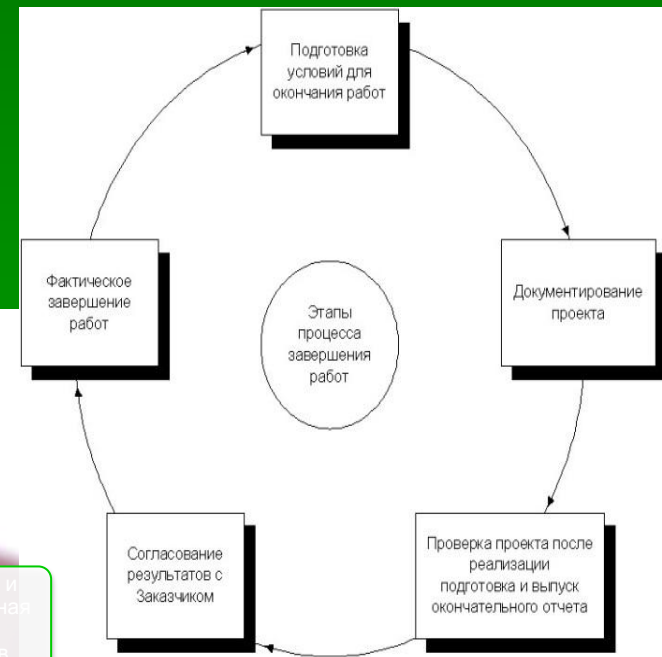 Подготовка
условий для
окончания работ
Документирование
проекта
Проверка проекта после
реализации
подготовка и выпуск
окончательного отчета
Согласование
результатов с
Заказчиком
Фактическое
завершение
работ
Этапы
процесса
завершения
работ
и
в